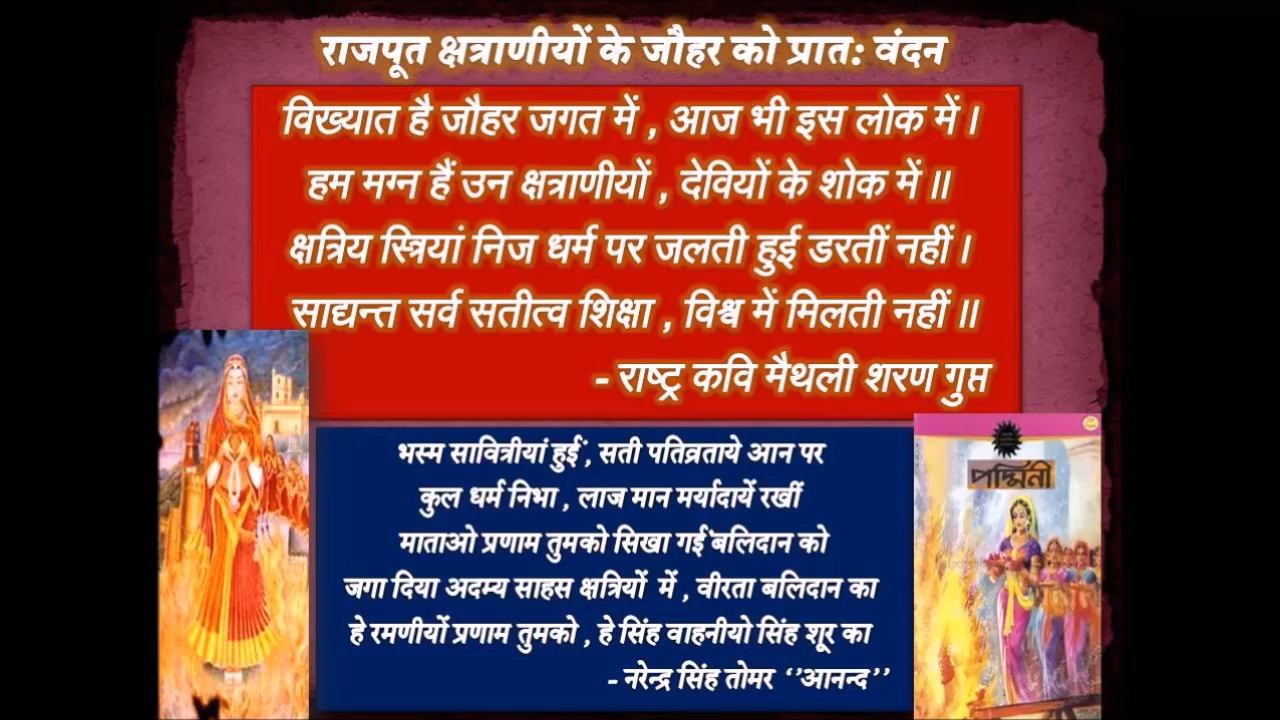 राजपूत क्षत्राणीयों के जौहर को प्रात: वंदन
विख्यात है जौहर जगत में , आज भी इस लोक में ।
हम मग्न हैं उन क्षत्राणीयों , देवियों के शोक में ॥
क्षत्रिय स्त्रियां निज धर्म पर जलती हुई डरतीं नहीं ।
साद्यन्त सर्व सतीत्व शिक्षा , विश्व में मिलती नहीं ॥
- राष्ट्र कवि मैथली शरण गुप्त
भस्म सावित्रीयां हुईं , सती पतिव्रताये आन पर
कुल धर्म निभा , लाज मान मर्यादायें रखीं
माताओ प्रणाम तुमको सिखा गईं बलिदान को
जगा दिया अदम्य साहस क्षत्रियों में , वीरता बलिदान का
हे रमणीयों प्रणाम तुमको , हे सिंह वाहनीयो सिंह शूर का
- नरेन्द्र सिंह तोमर ‘’आनन्द’’
পদ্মিনী